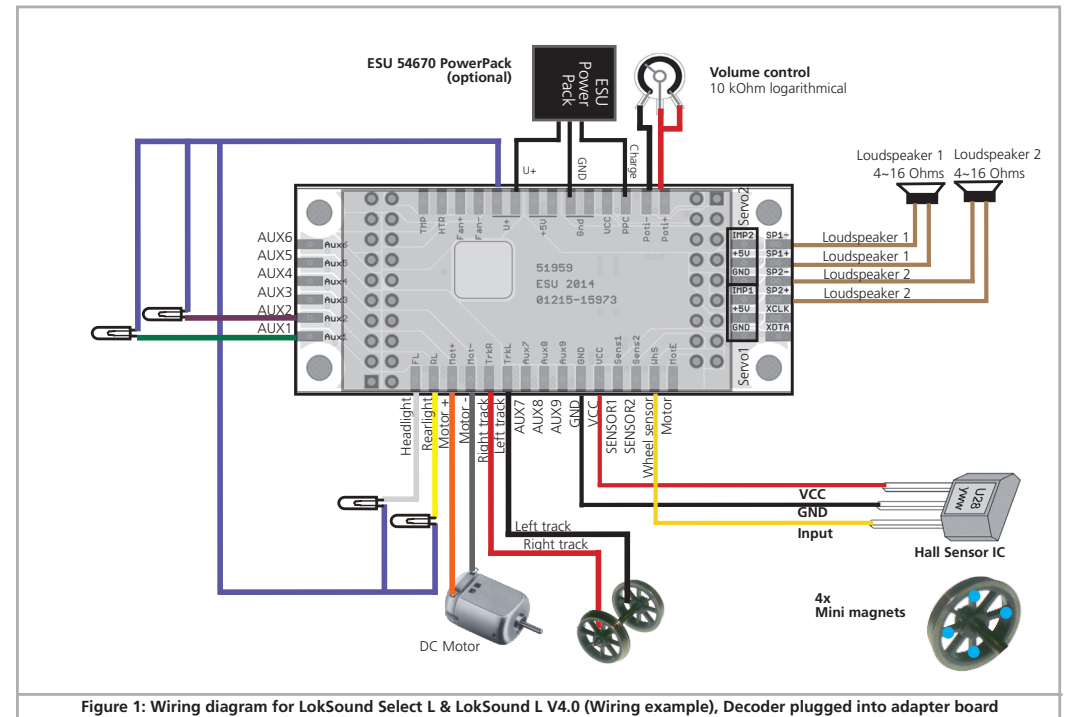 ESU 54670 PowerPack
(optional)
ESU
Power
Pack
Volume control
10 kOhm logarithmical
U+
GND
Charge
Loudspeaker 1
4~16 Ohms
Loudspeaker 2
4~16 Ohms
TMP
HTR
Fan+
Fan-
U+
+5V
Gnd
VCC
PPC
Poti-
Poti+
Servo2
IMP2
+5V
GND
IMP1
+5V
GND
Servo1
SP1-
SP1+
SP2-
SP2+
XCLK
XDTA
Loudspeaker 1
Loudspeaker 1
Loudspeaker 2
Loudspeaker 2
AUX6
AUX5
AUX4
AUX3
AUX2
AUX1
Aux6
Aux5
Aux4
Aux3
Aux2
Aux1
51959
ESU 2014
01215-15973
FL
RL
Mot+
Mot-
TrkR
TrkL
Aux7
Aux8
Aux9
GND
VCC
Sens1
Sens2
WhS
MotE
Headlight
Rearlight
Motor +
Motor -
Right track
Left track
AUX7
AUX8
AUX9
GND
VCC
SENSOR1
SENSOR2
Wheel sensor
Motor
VCC
GND
Input
U28
yww
Hall Sensor IC
Left track
Right track
DC Motor
4x
Mini magnets
Figure 1: Wiring diagram for LokSound Select L & LokSound L V4.0 (Wiring example), Decoder plugged into adapter board